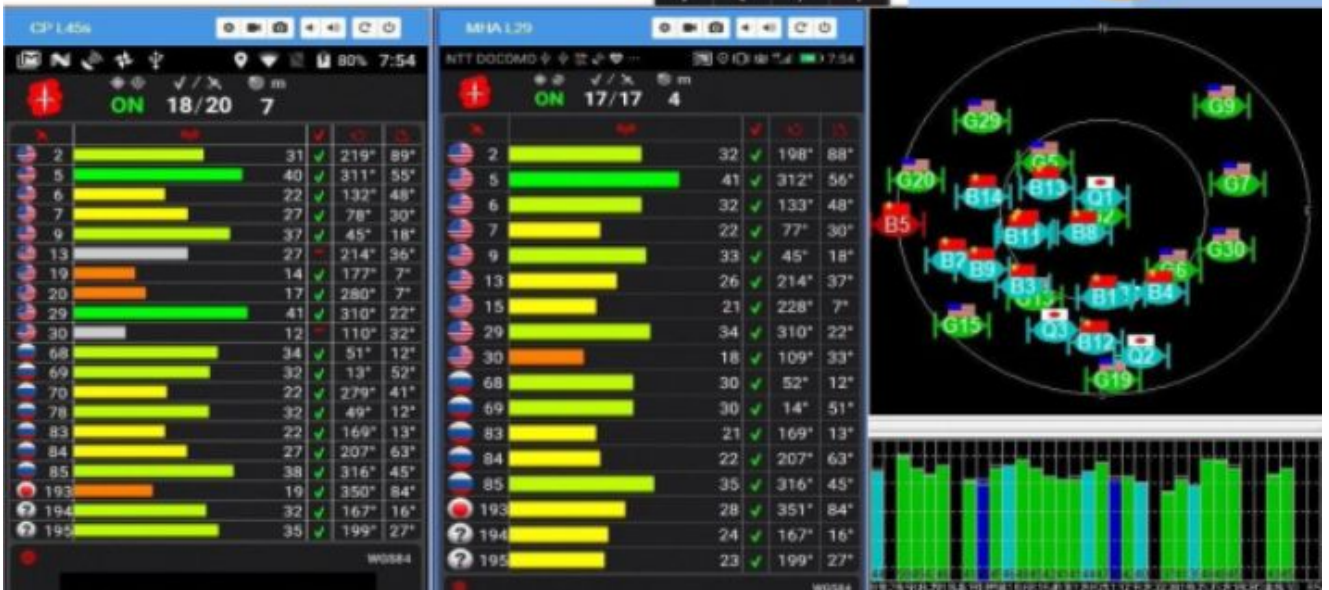 CP L45s
80% 7:54
ON 18/20 7
m
2 31 219° 89°
5 40 311° 55°
6 22 132° 48°
7 27 78° 30°
9 37 45° 18°
13 27 214° 36°
19 14 177° 7°
20 17 280° 7°
29 41 310° 22°
30 12 110° 32°
68 34 51° 12°
69 32 13° 52°
70 22 279° 41°
78 32 49° 12°
83 22 169° 13°
84 27 207° 63°
85 38 316° 45°
193 19 350° 84°
? 194 32 167° 16°
? 195 35 199° 27°
WGS84
MHA L29
NTT DOCOMO 7:54
m
ON 17/17 4
2 32 198° 88°
5 41 312° 56°
6 32 133° 48°
7 22 77° 30°
9 33 45° 18°
13 26 214° 37°
15 21 228° 7°
29 34 310° 22°
30 18 109° 33°
68 30 52° 12°
69 30 14° 51°
83 21 169° 13°
84 22 207° 63°
85 35 316° 45°
193 28 351° 84°
? 194 24 167° 16°
? 195 23 199° 27°
WGS84
N
G9
G29
G5
G20
G7
B13
B14
Q1
B5
B11
B8
G30
B9
G6
B3
B4
G15
Q3
B12
Q2
G19